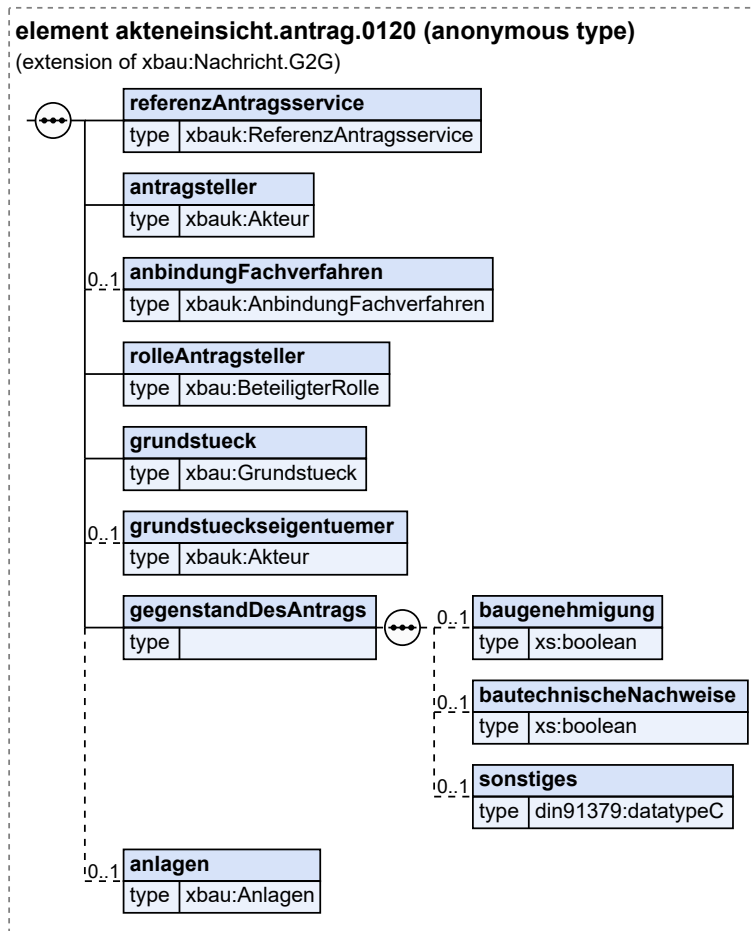 element akteneinsicht.antrag.0120 (anonymous type)
(extension of xbau:Nachricht.G2G)
referenzAntragsservice
type xbauk:ReferenzAntragsservice
antragsteller
type xbauk:Akteur
0..1 anbindungFachverfahren
type xbauk:AnbindungFachverfahren
rolleAntragsteller
type xbau:BeteiligterRolle
grundstueck
type xbau:Grundstueck
0..1 grundstueckseigentuemer
type xbauk:Akteur
gegenstandDesAntrags
type
0..1 baugenehmigung
type xs:boolean
0..1 bautechnischeNachweise
type xs:boolean
0..1 sonstiges
type din91379:datatypeC
0..1 anlagen
type xbau:Anlagen